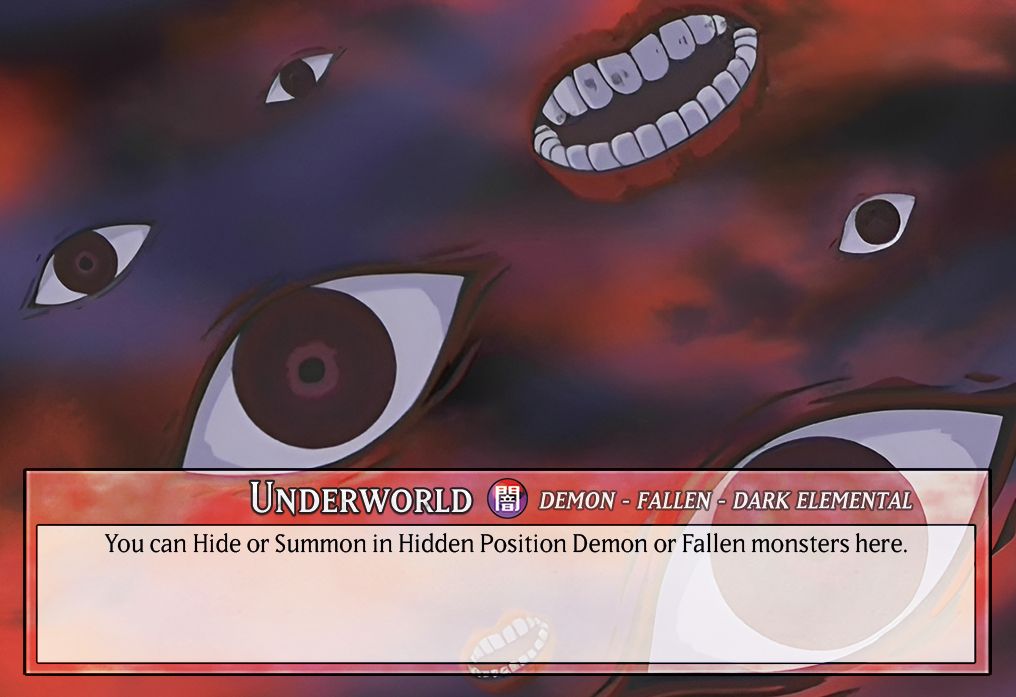 Underworld 闇 DEMON - FALLEN - DARK ELEMENTAL
You can Hide or Summon in Hidden Position Demon or Fallen monsters here.